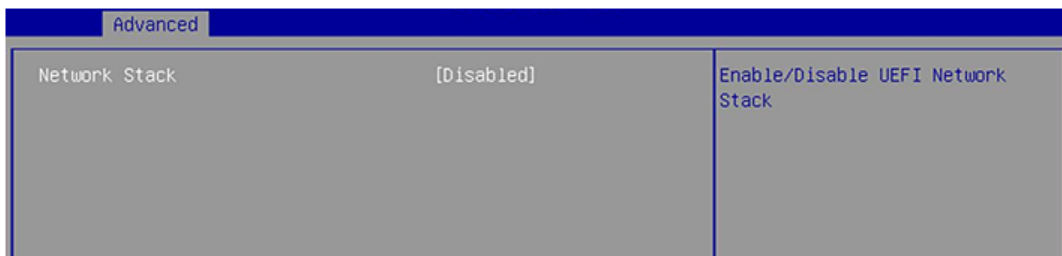 Advanced
Network Stack [Disabled]
Enable/Disable UEFI Network
Stack